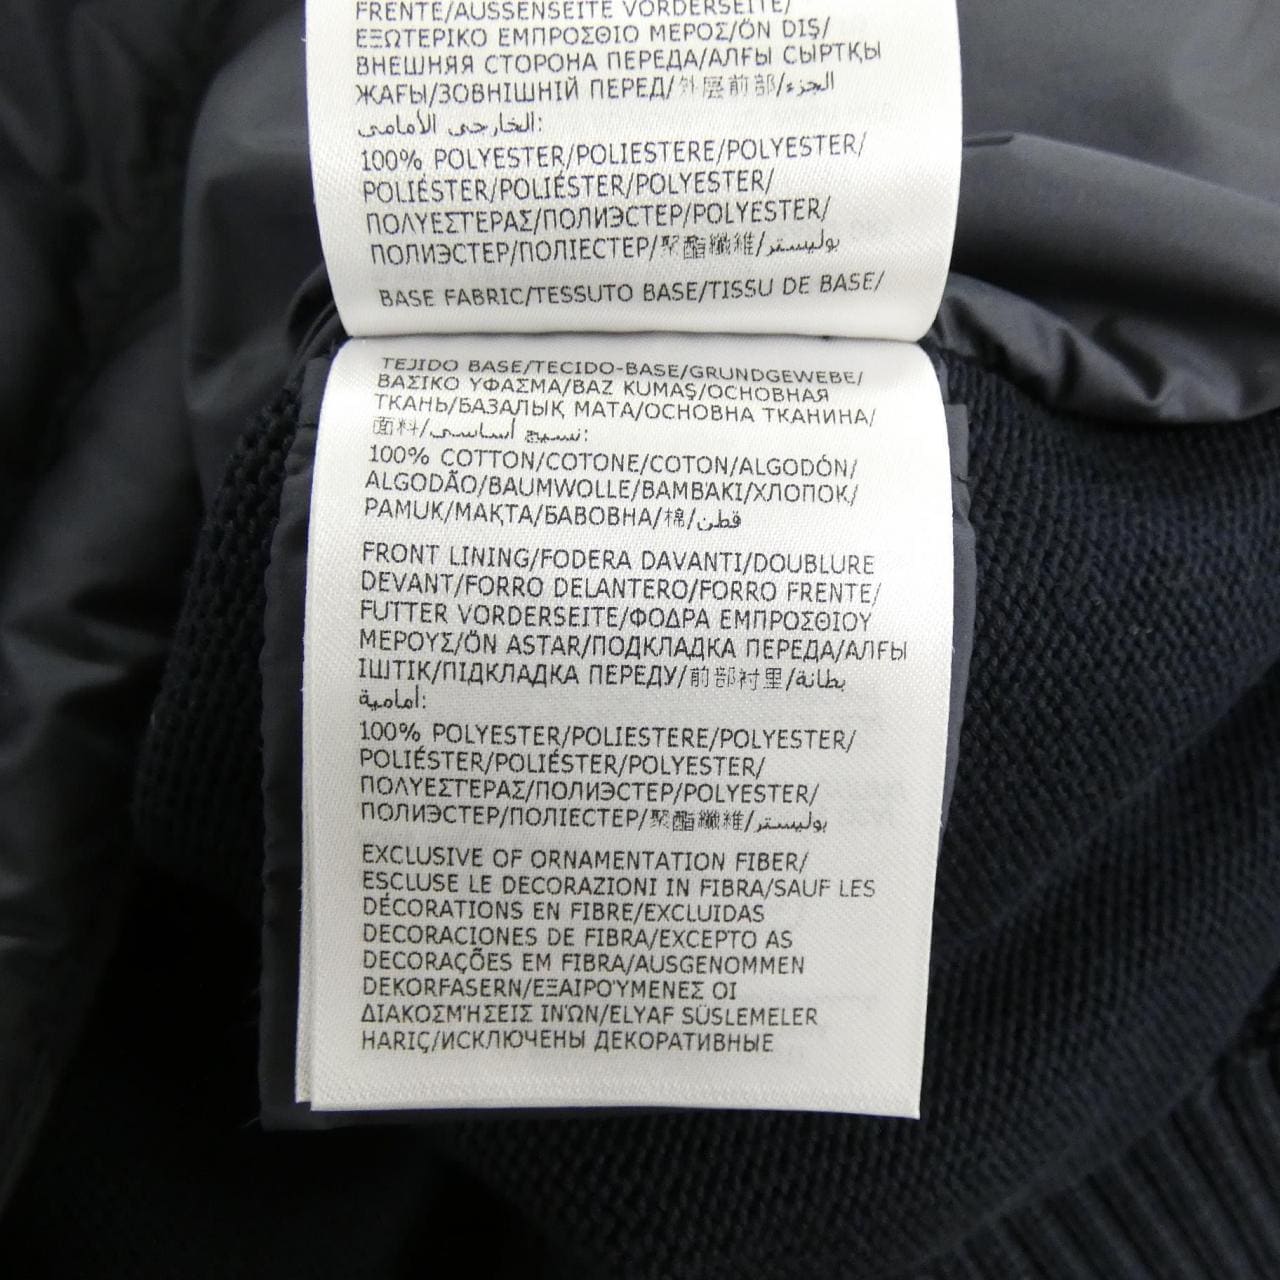 FRENTE/AUSSENSEITE VORDERSEITE/
ΕΞΩΤΕΡΙΚΟ ΕΜΠΡΟΣΘΙΟ ΜΕΡΟΣ/ÖN DIŞ/
ВНЕШНЯЯ СТОРОНА ПЕРЕДА/АЛҒЫ СЫРТҚЫ
ЖАҒЫ/ЗОВНІШНІЙ ПЕРЕД/外层前部/الجزء
الخارجي الأمامي:
100% POLYESTER/POLIESTERE/POLYESTER/
POLIÉSTER/POLIÉSTER/POLYESTER/
ΠΟΛΥΕΣΤΕΡΑΣ/ПОЛИЭСТЕР/POLYESTER/
ПОЛИЭСТЕР/ПОЛІЕСТЕР/聚酯纖維/بوليستر
BASE FABRIC/TESSUTO BASE/TISSU DE BASE/
TEJIDO BASE/TECIDO-BASE/GRUNDGEWEBE/
ΒΑΣΙΚΟ ΥΦΑΣΜΑ/BAZ KUMAŞ/ОСНОВНАЯ
ТКАНЬ/БАЗАЛЫҚ МАТА/ОСНОВНА ТКАНИНА/
面料/نسيج أساسي:
100% COTTON/COTONE/COTON/ALGODÓN/
ALGODÃO/BAUMWOLLE/ΒΑΜΒΆΚΙ/ХЛОПОК/
PAMUK/МАҚТА/БАВОВНА/棉/قطن
FRONT LINING/FODERA DAVANTI/DOUBLURE
DEVANT/FORRO DELANTERO/FORRO FRENTE/
FUTTER VORDERSEITE/ΦΟΔΡΑ ΕΜΠΡΟΣΘΙΟΥ
ΜΕΡΟΥΣ/ÖN ASTAR/ПОДКЛАДКА ПЕРЕДА/АЛҒЫ
ІШТІК/ПІДКЛАДКА ПЕРЕДУ/前部衬里/بطانة
أمامية:
100% POLYESTER/POLIESTERE/POLYESTER/
POLIÉSTER/POLIÉSTER/POLYESTER/
ΠΟΛΥΕΣΤΕΡΑΣ/ПОЛИЭСТЕР/POLYESTER/
ПОЛИЭСТЕР/ПОЛІЕСТЕР/聚酯纖維/بوليستر
EXCLUSIVE OF ORNAMENTATION FIBER/
ESCLUSE LE DECORAZIONI IN FIBRA/SAUF LES
DÉCORATIONS EN FIBRE/EXCLUIDAS
DECORACIONES DE FIBRA/EXCEPTO AS
DECORAÇÕES EM FIBRA/AUSGENOMMEN
DEKORFASERN/ΕΞΑΙΡΟΎΜΕΝΕΣ ΟΙ
ΔΙΑΚΟΣΜΉΣΕΙΣ ΙΝΏΝ/ELYAF SÜSLEMELER
HARİÇ/ИСКЛЮЧЕНЫ ДЕКОРАТИВНЫЕ